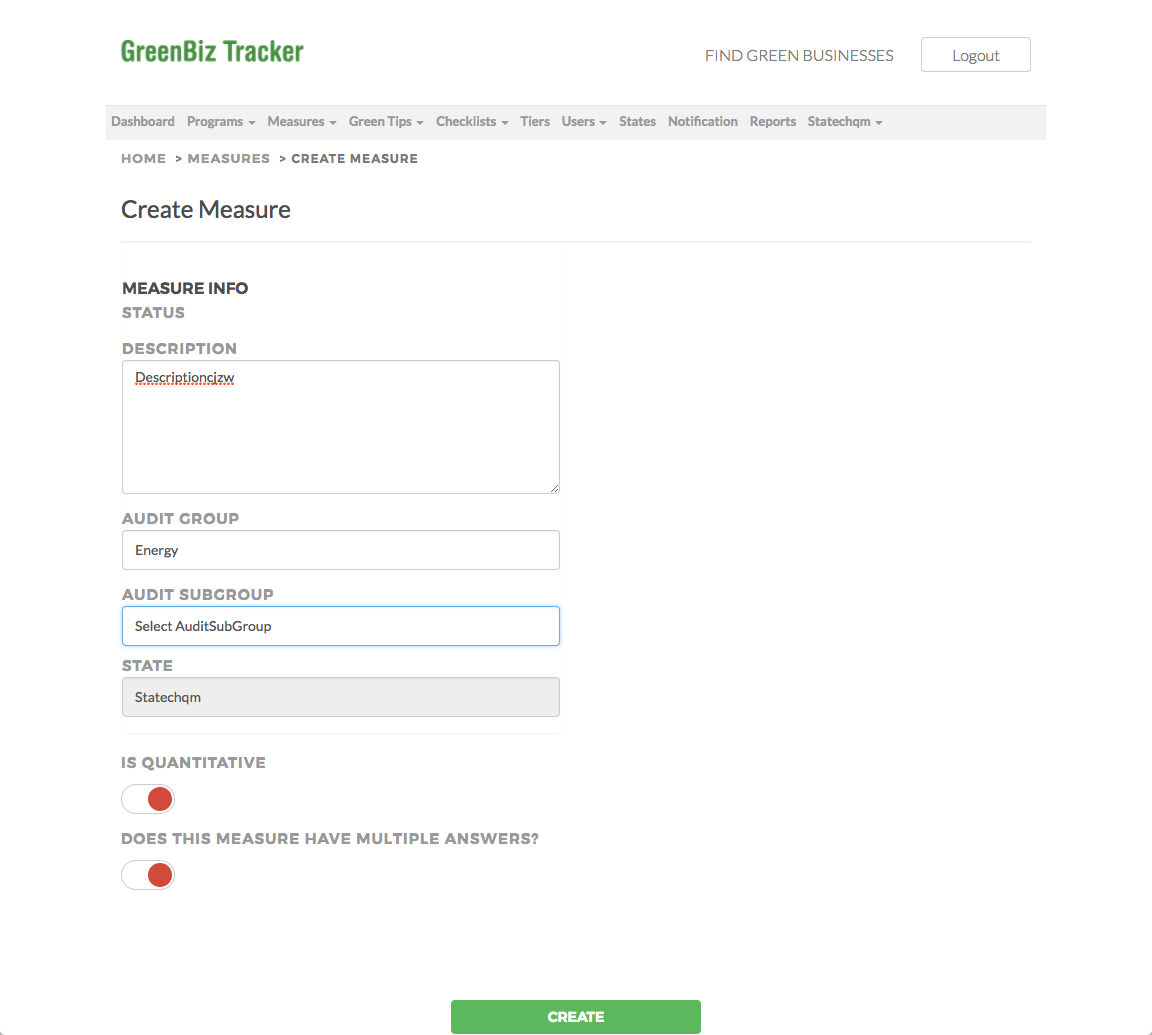 GreenBiz Tracker
FIND GREEN BUSINESSES Logout
Dashboard Programs Measures Green Tips Checklists Tiers Users States Notification Reports Statechqm
HOME > MEASURES > CREATE MEASURE
Create Measure
MEASURE INFO
STATUS
DESCRIPTION
Descriptioncjzw
AUDIT GROUP
Energy
AUDIT SUBGROUP
Select AuditSubGroup
STATE
Statechqm
IS QUANTITATIVE
DOES THIS MEASURE HAVE MULTIPLE ANSWERS?
CREATE